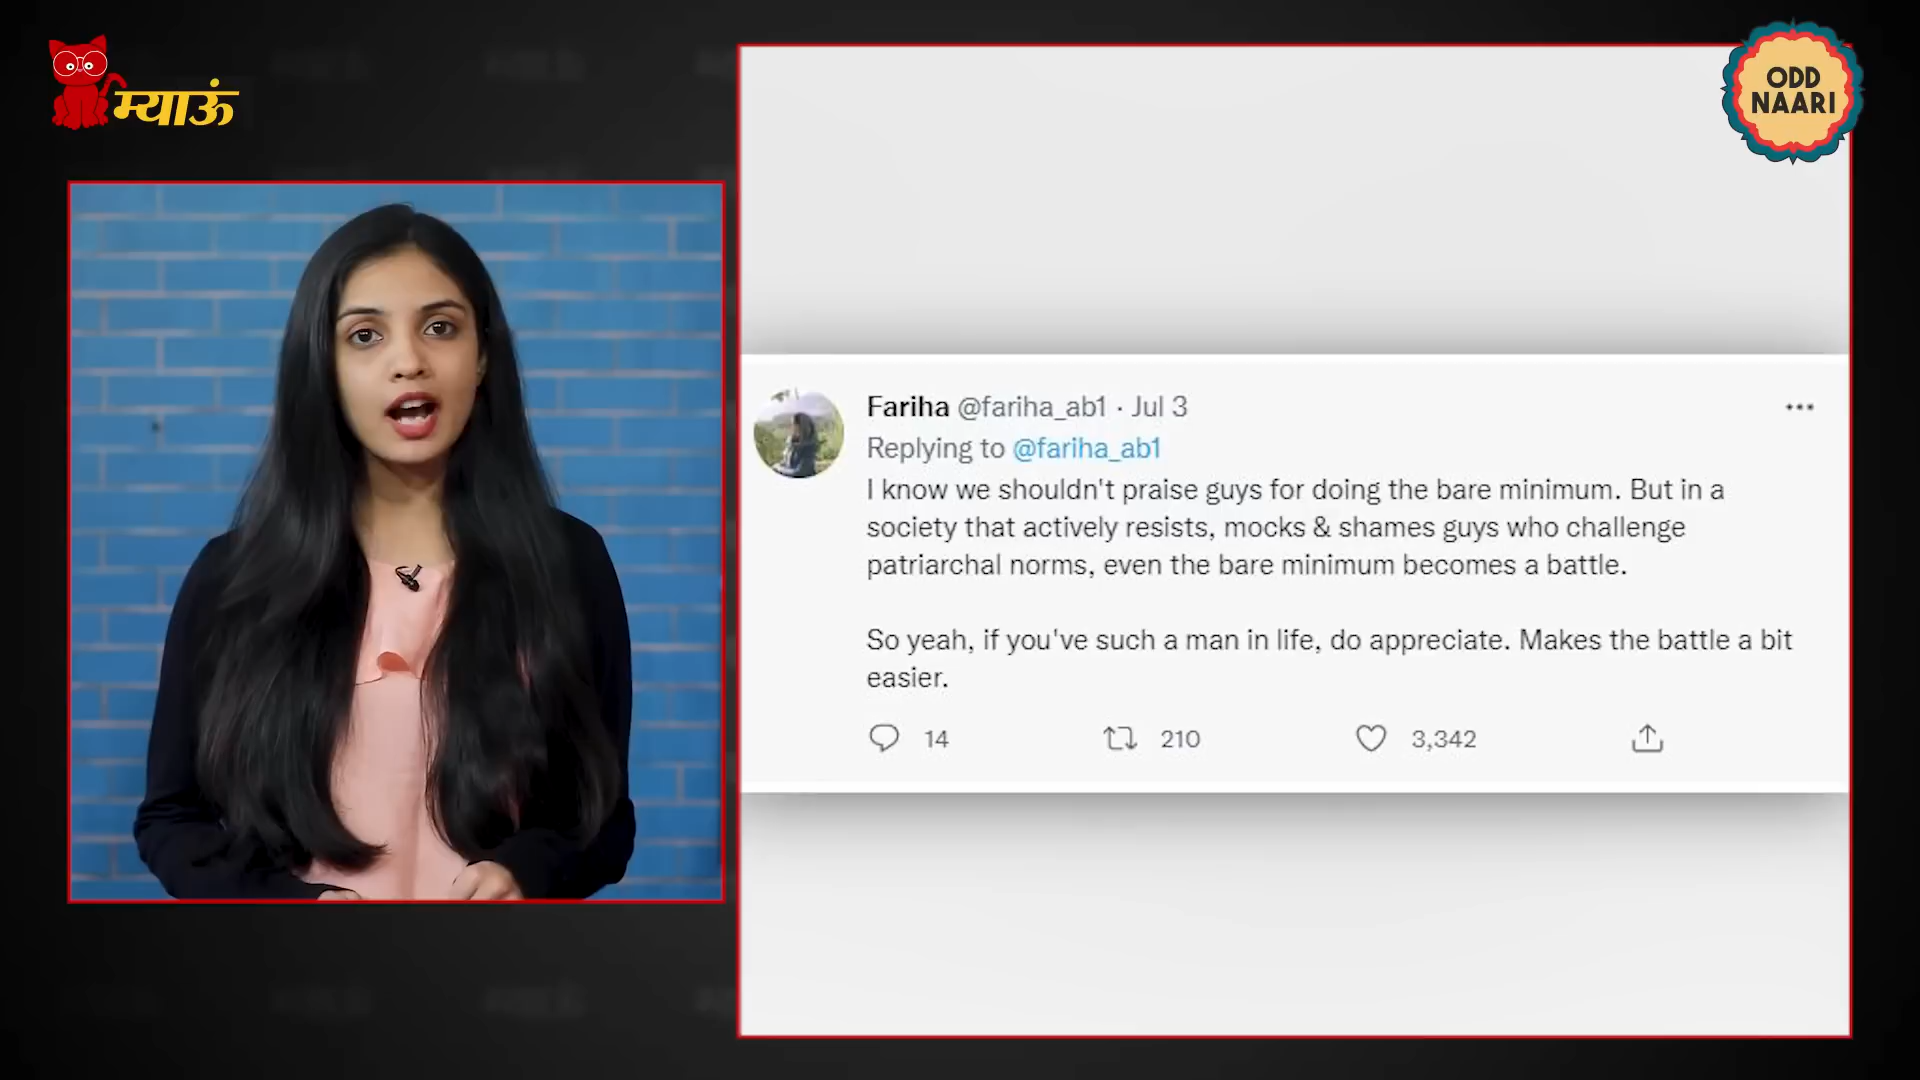 म्याऊं
ODD
NAARI
Fariha @fariha_ab1 · Jul 3
Replying to @fariha_ab1
I know we shouldn't praise guys for doing the bare minimum. But in a
society that actively resists, mocks & shames guys who challenge
patriarchal norms, even the bare minimum becomes a battle.
So yeah, if you've such a man in life, do appreciate. Makes the battle a bit
easier.
14 210 3,342